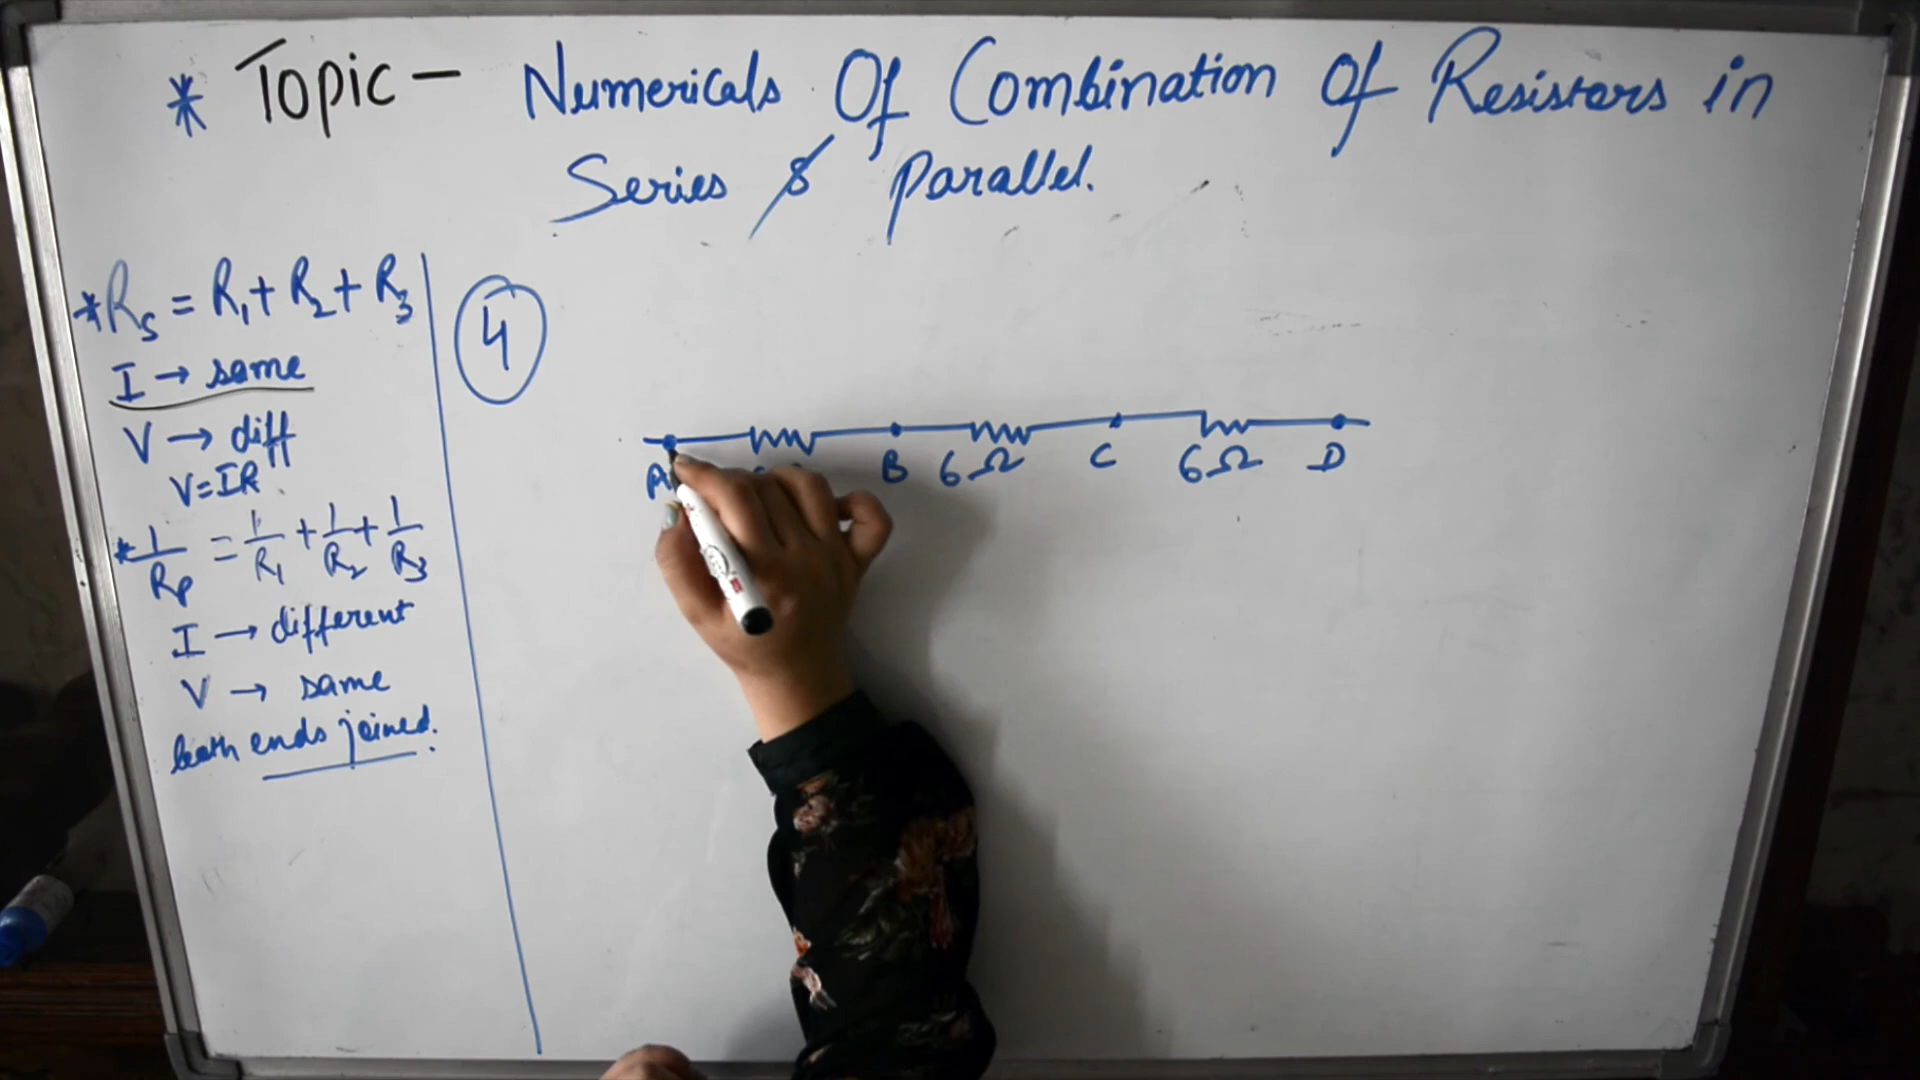 * Topic - Numericals Of Combination Of Resistors in
Series & Parallel.
* Rs = R1 + R2 + R3
I → same
V → diff
V = IR
* 1/Rp = 1/R1 + 1/R2 + 1/R3
I → different
V → same
both ends joined.
4
A B 6Ω C 6Ω D